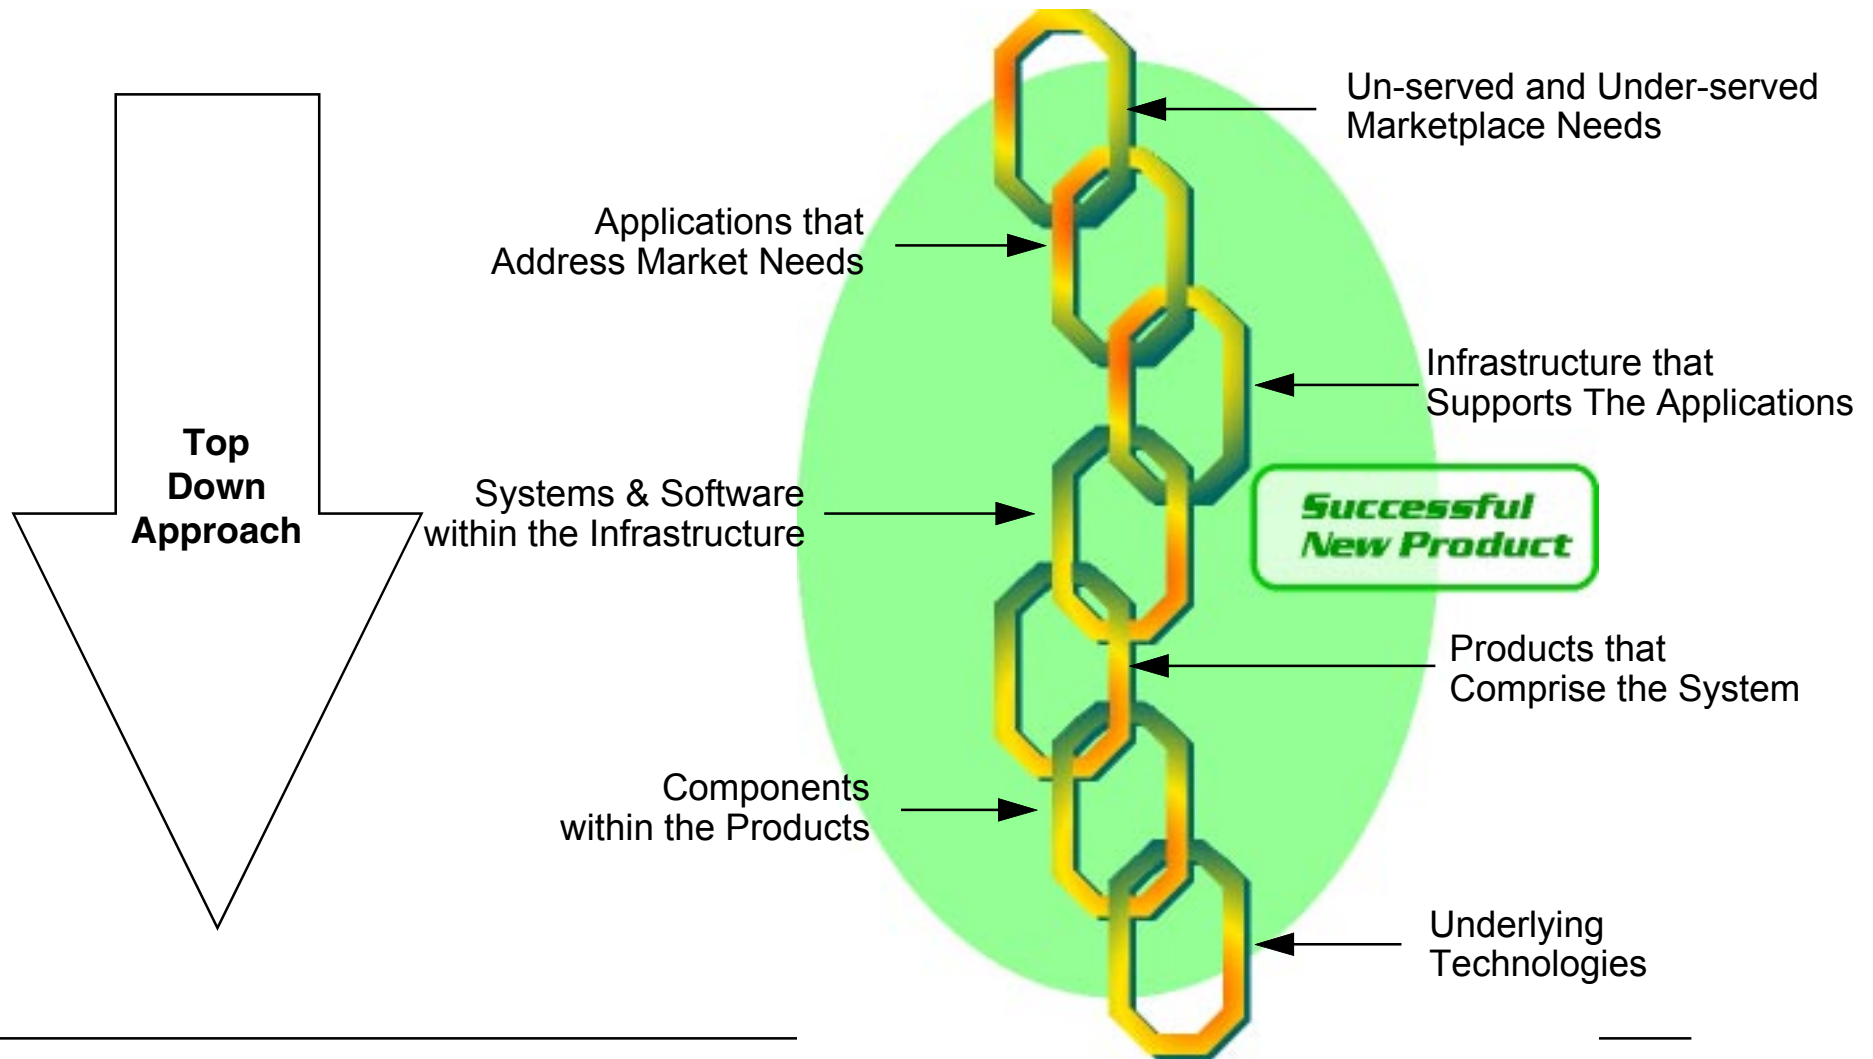 Un-served and Under-served
Marketplace Needs
Applications that
Address Market Needs
Infrastructure that
Supports The Applications
Top
Down
Approach
Systems & Software
within the Infrastructure
Successful
New Product
Products that
Comprise the System
Components
within the Products
Underlying
Technologies